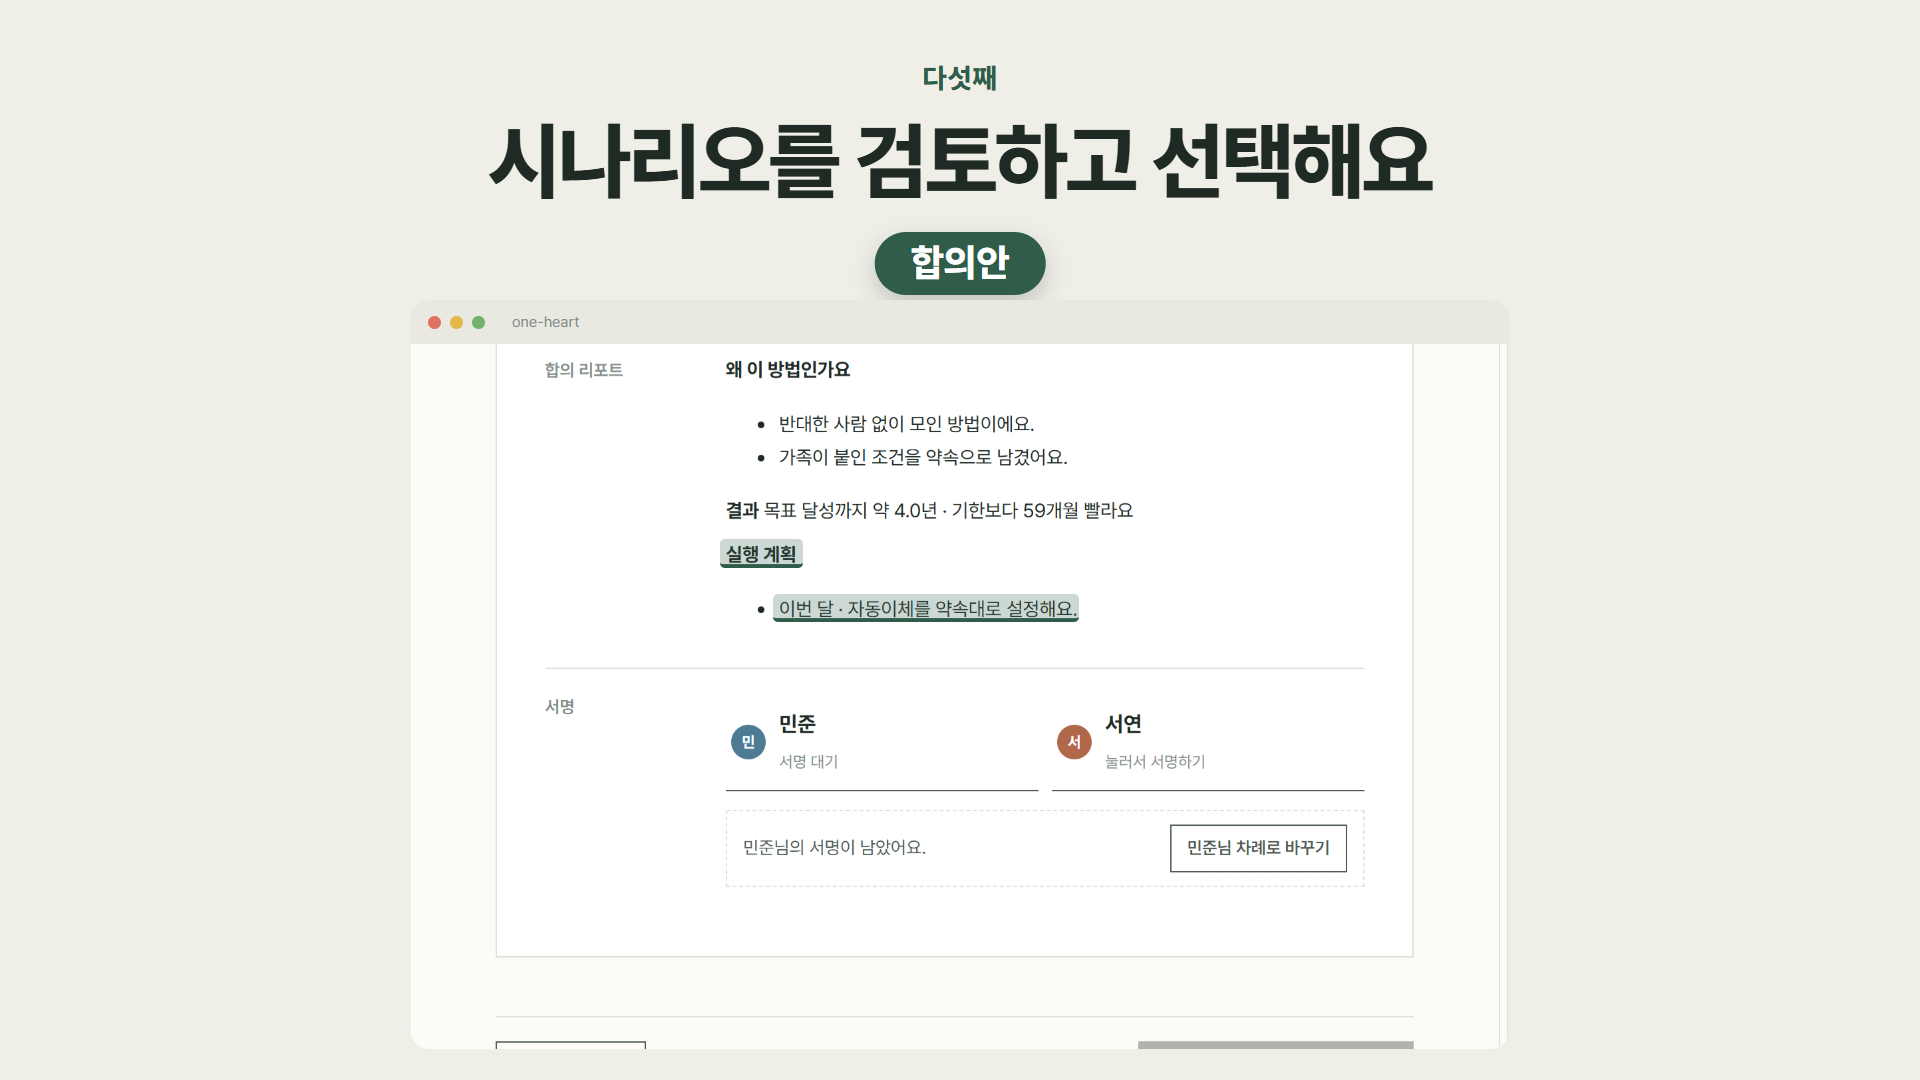 다섯째
시나리오를 검토하고 선택해요
합의안
one-heart
합의 리포트
왜 이 방법인가요
반대한 사람 없이 모인 방법이에요.
가족이 붙인 조건을 약속으로 남겼어요.
결과 목표 달성까지 약 4.0년 · 기한보다 59개월 빨라요
실행 계획
이번 달 · 자동이체를 약속대로 설정해요.
서명
민
민준
서명 대기
서
서연
눌러서 서명하기
민준님의 서명이 남았어요.
민준님 차례로 바꾸기